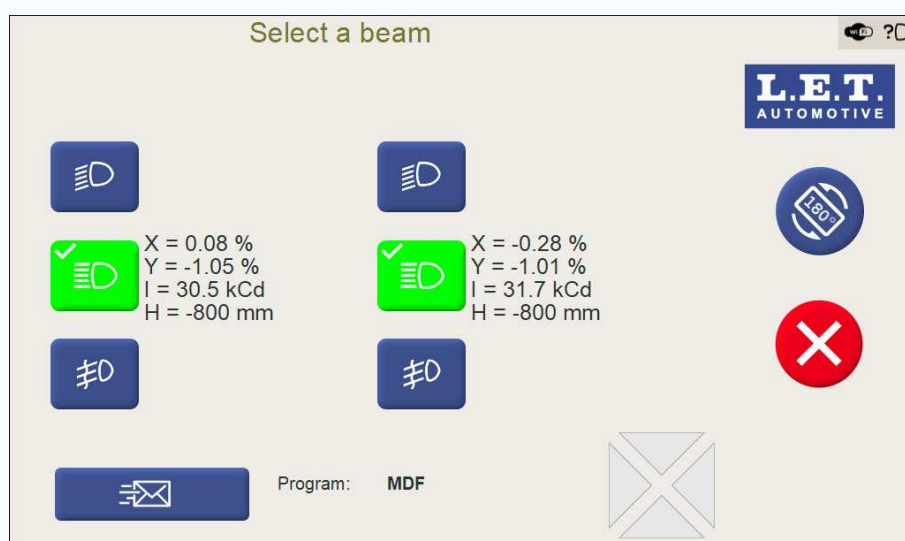 Select a beam
WiFi
?
L.E.T.
AUTOMOTIVE
180°
X = 0.08 %
Y = -1.05 %
I = 30.5 kCd
H = -800 mm
X = -0.28 %
Y = -1.01 %
I = 31.7 kCd
H = -800 mm
Program: MDF